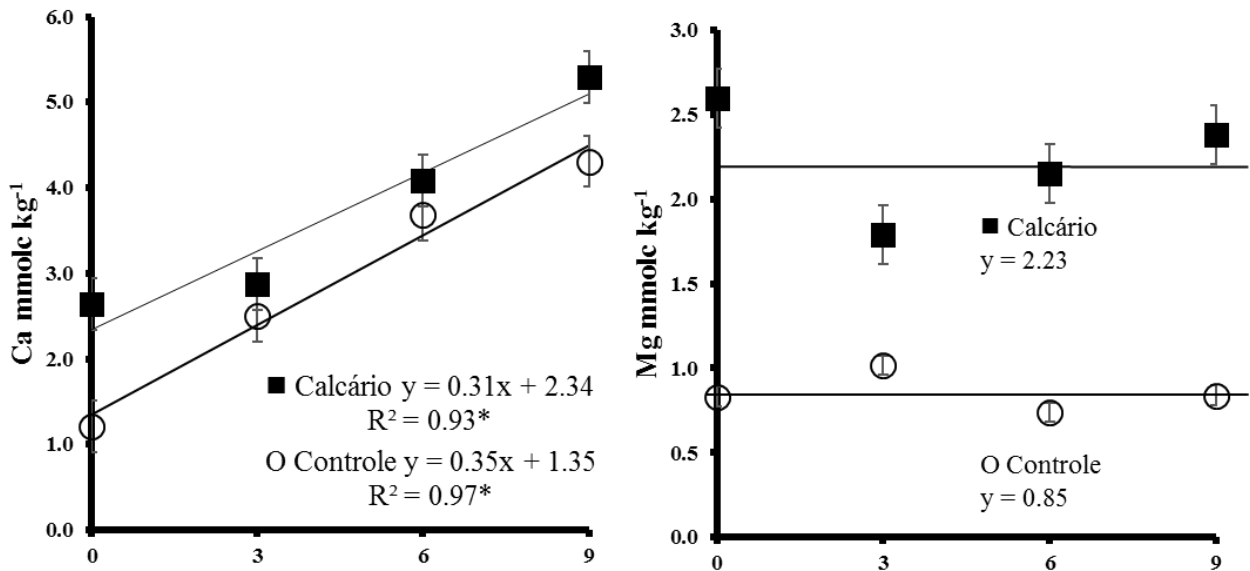 6.0
5.0
4.0
3.0
2.0
1.0
0.0
Ca mmolc kg⁻¹
■ Calcário y = 0.31x + 2.34
R² = 0.93*
O Controle y = 0.35x + 1.35
R² = 0.97*
0 3 6 9
3.0
2.5
2.0
1.5
1.0
0.5
0.0
Mg mmolc kg⁻¹
■ Calcário
y = 2.23
O Controle
y = 0.85
0 3 6 9